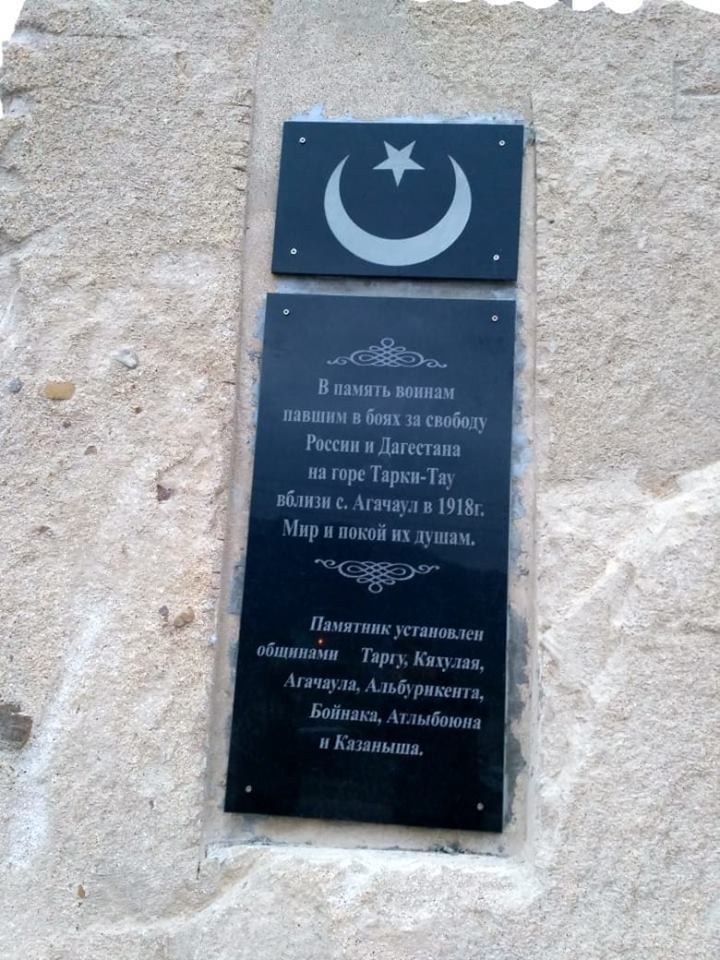 В память воинам
павшим в боях за свободу
России и Дагестана
на горе Тарки-Тау
вблизи с. Агачаул в 1918г.
Мир и покой их душам.
Памятник установлен
общинами Таргу, Кяхулая,
Агачаула, Альбурикента,
Бойнака, Атлыбоюна
и Казаныша.